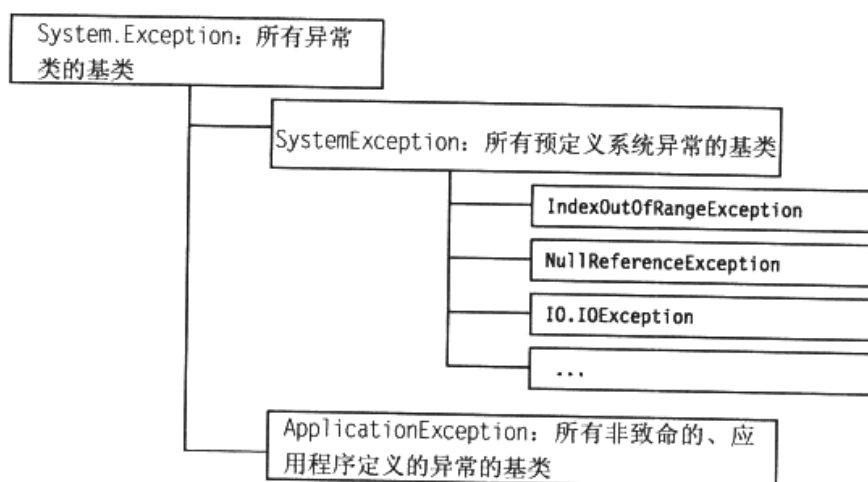 System.Exception: 所有异常
类的基类
SystemException: 所有预定义系统异常的基类
IndexOutOfRangeException
NullReferenceException
IO.IOException
...
ApplicationException: 所有非致命的、应
用程序定义的异常的基类